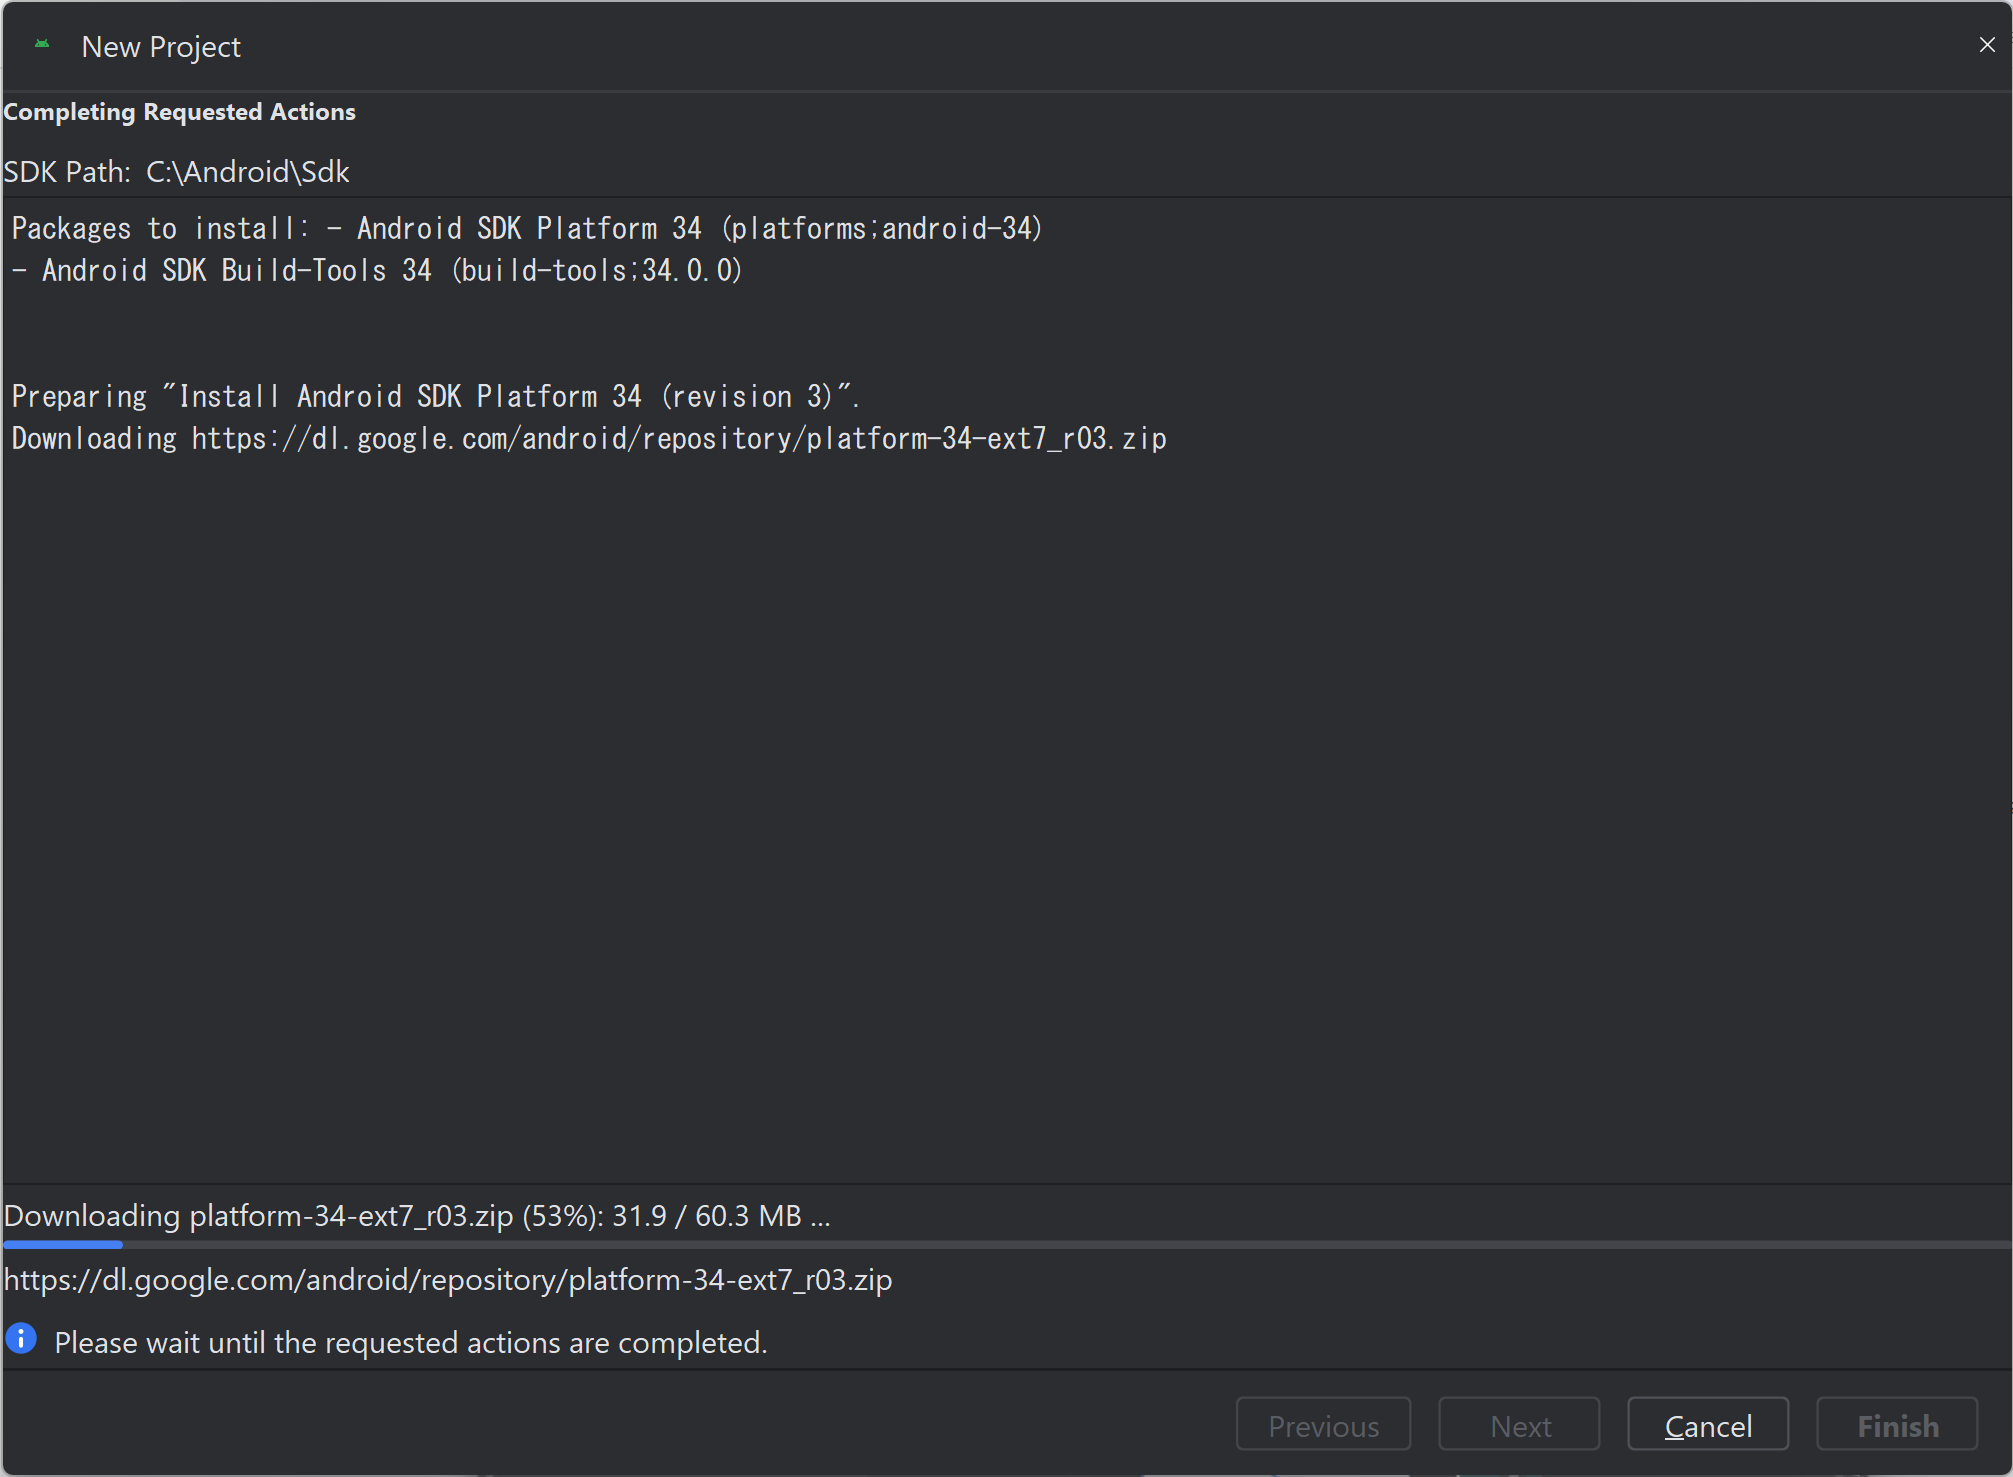 New Project
Completing Requested Actions
SDK Path: C:\Android\Sdk
Packages to install: - Android SDK Platform 34 (platforms;android-34)
- Android SDK Build-Tools 34 (build-tools;34.0.0)
Preparing "Install Android SDK Platform 34 (revision 3)".
Downloading https://dl.google.com/android/repository/platform-34-ext7_r03.zip
Downloading platform-34-ext7_r03.zip (53%): 31.9 / 60.3 MB ...
https://dl.google.com/android/repository/platform-34-ext7_r03.zip
Please wait until the requested actions are completed.
Previous Next Cancel Finish